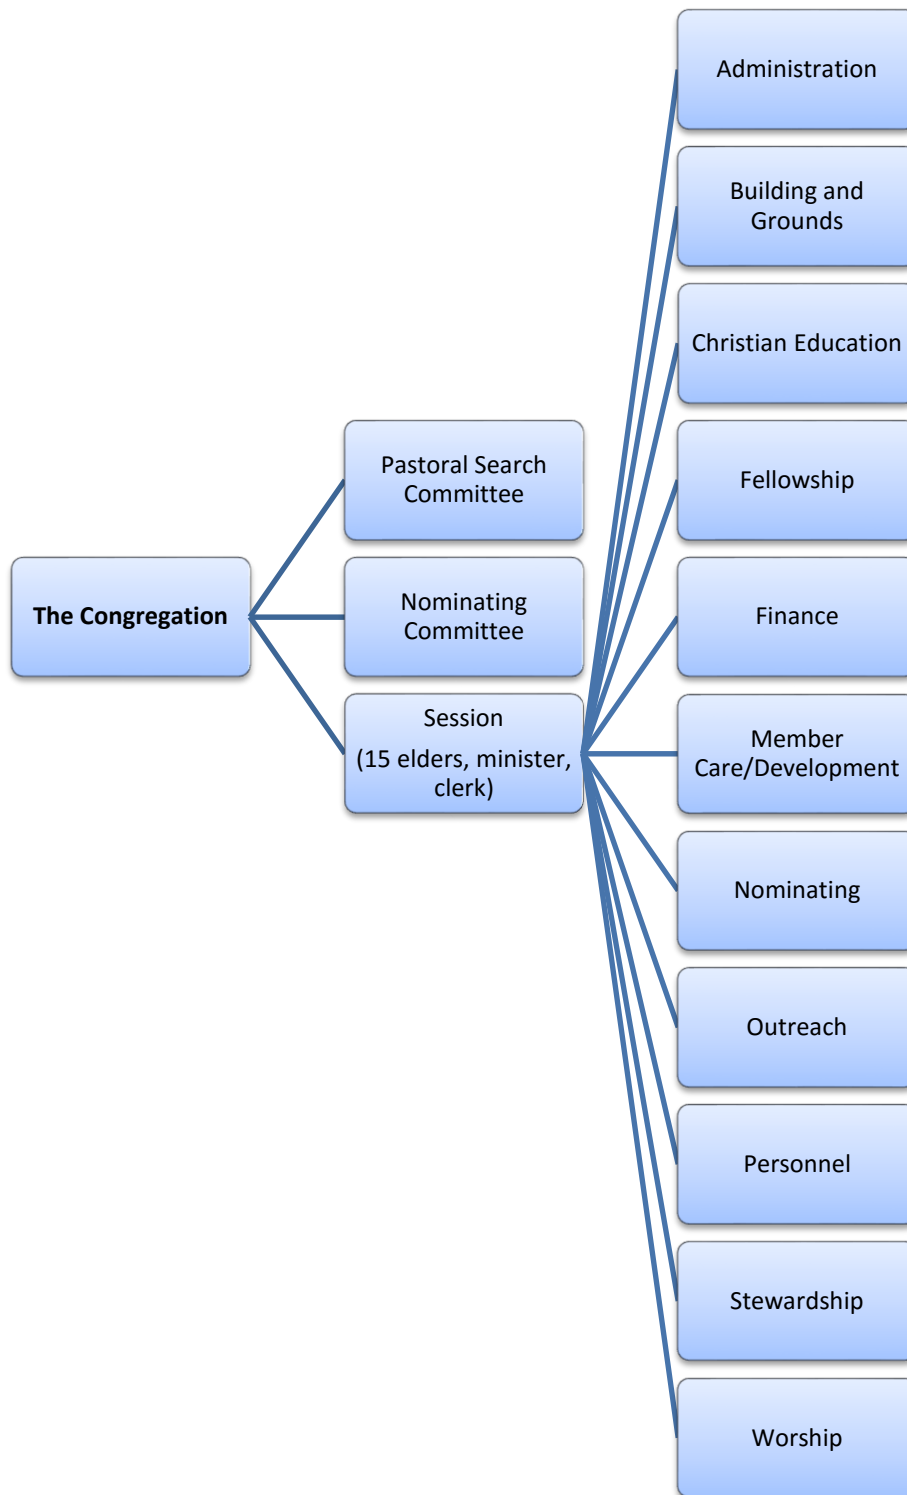 The Congregation
Pastoral Search
Committee
Nominating
Committee
Session
(15 elders, minister,
clerk)
Administration
Building and
Grounds
Christian Education
Fellowship
Finance
Member
Care/Development
Nominating
Outreach
Personnel
Stewardship
Worship